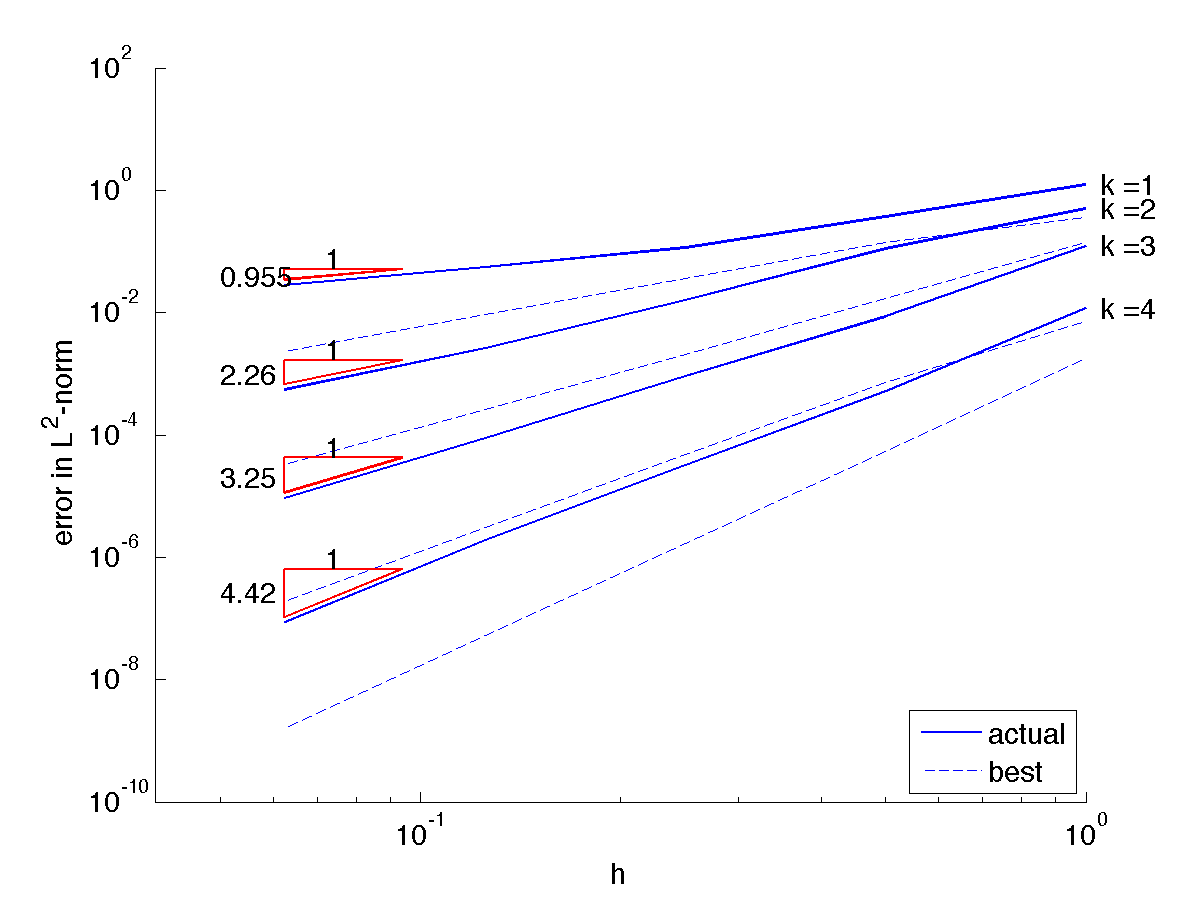 10^2
10^0
10^-2
10^-4
10^-6
10^-8
10^-10
error in L^2-norm
k =1
k =2
k =3
k =4
1
0.955
1
2.26
1
3.25
1
4.42
actual
best
10^-1
10^0
h